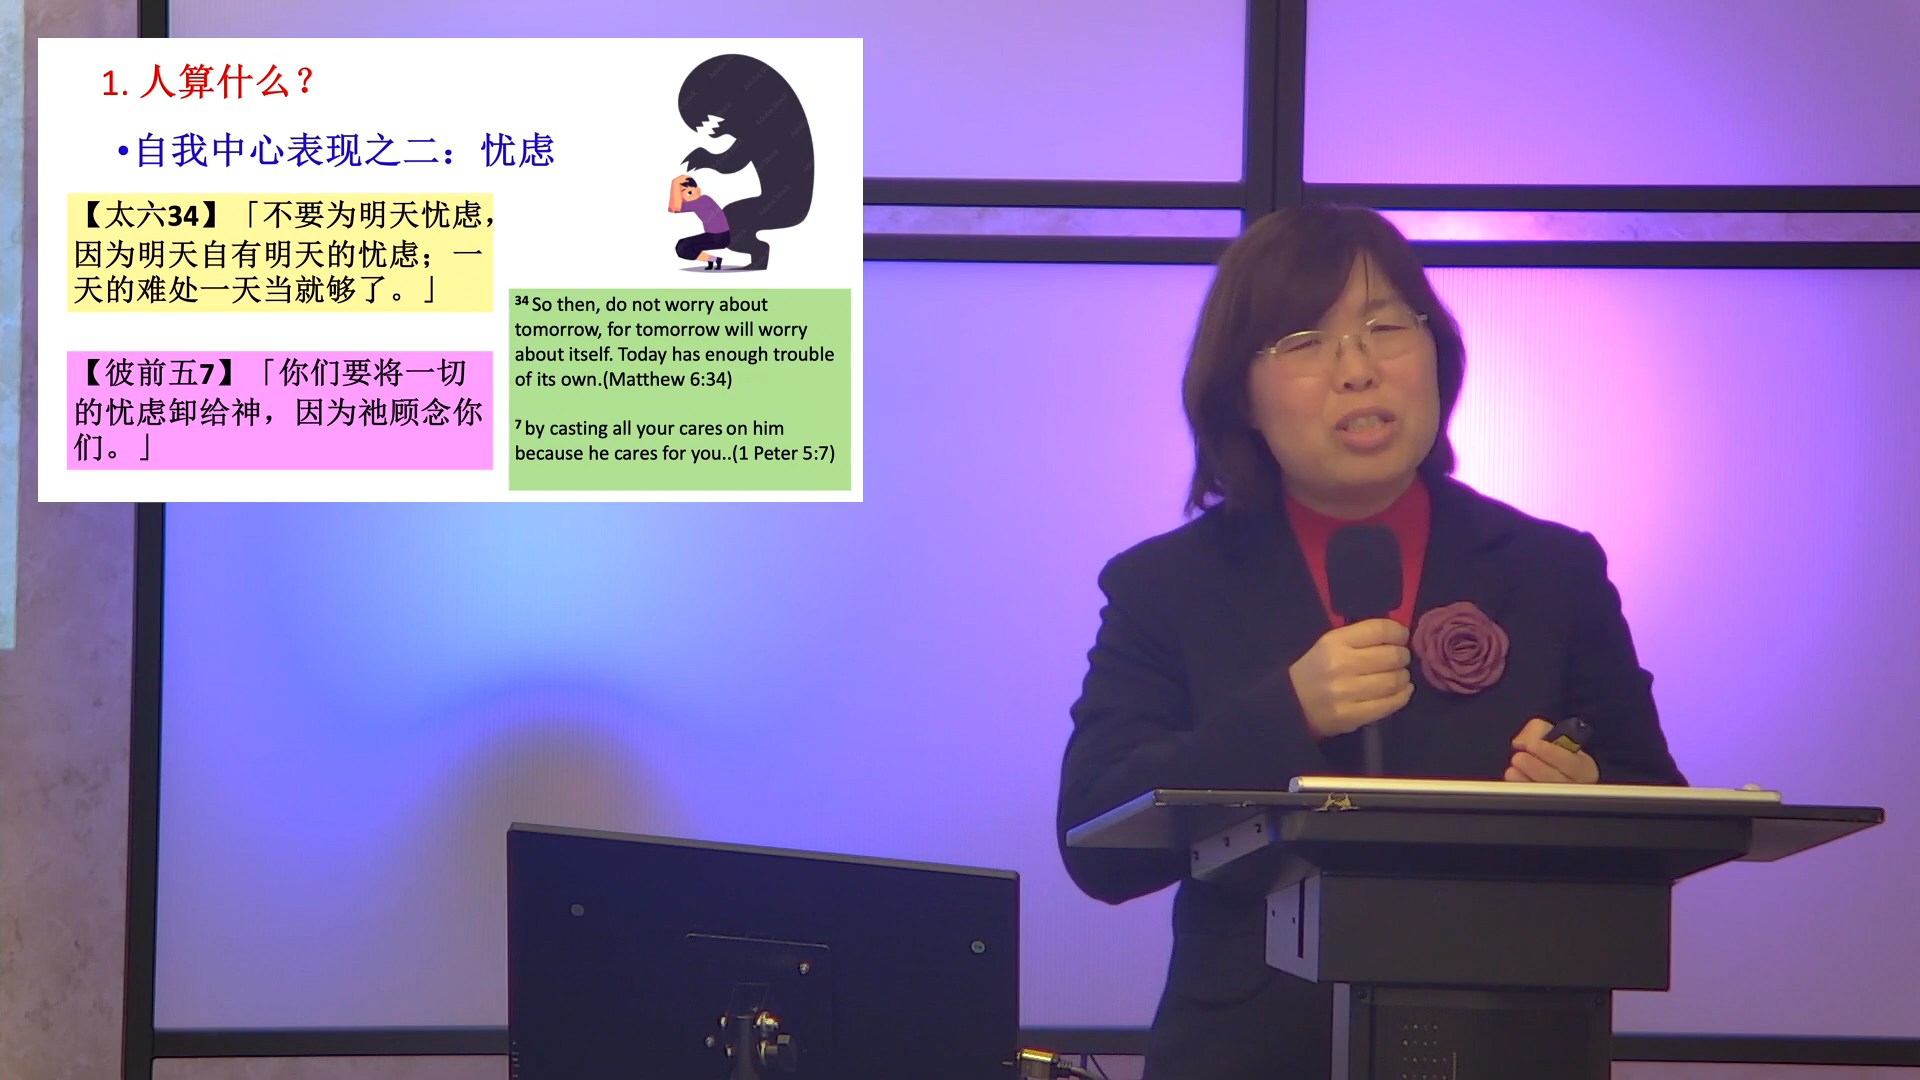 1. 人算什么？
•自我中心表现之二：忧虑
【太六34】「不要为明天忧虑，
因为明天自有明天的忧虑；一
天的难处一天当就够了。」
【彼前五7】「你们要将一切
的忧虑卸给神，因为祂顾念你
们。」
34 So then, do not worry about
tomorrow, for tomorrow will worry
about itself. Today has enough trouble
of its own.(Matthew 6:34)
7 by casting all your cares on him
because he cares for you..(1 Peter 5:7)